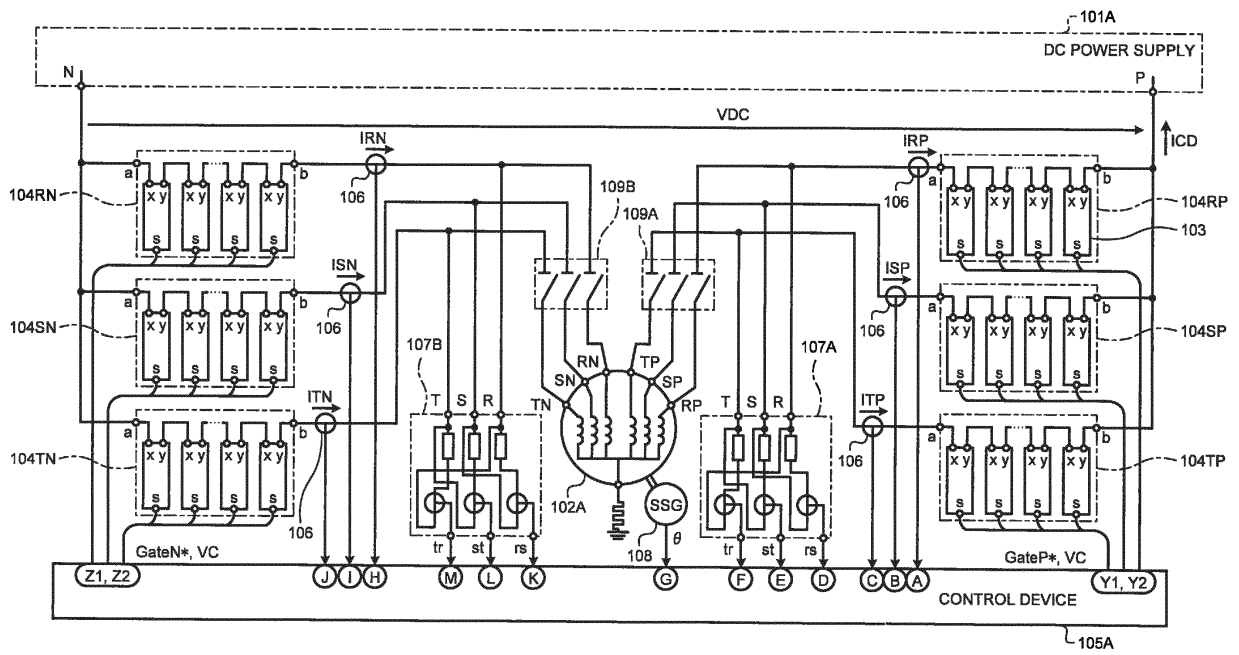 101A
DC POWER SUPPLY
N
P
VDC
ICD
IRN
IRP
a
b
106
109B
109A
106
a
b
104RN
x y x y x y x y
x y x y x y x y
104RP
103
s s s s
s s s s
ISN
ISP
a
b
106
106
a
b
104SN
x y x y x y x y
x y x y x y x y
104SP
107B
RN
TP
107A
SN
SP
s s s s
s s s s
TN
RP
ITN
T S R
T S R
ITP
a
b
a
b
104TN
x y x y x y x y
106
x y x y x y x y
104TP
s s s s
106
102A
SSG
s s s s
108
θ
tr st rs
tr st rs
GateN*, VC
GateP*, VC
Z1, Z2
J I H
M L K
G
F E D
C B A
Y1, Y2
CONTROL DEVICE
105A